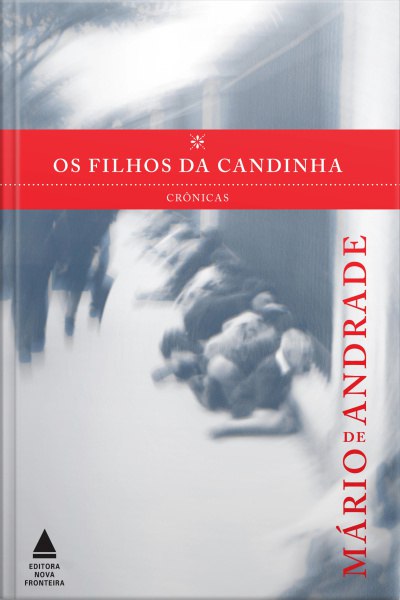 OS FILHOS DA CANDINHA
CRÔNICAS
MÁRIO DE ANDRADE
EDITORA
NOVA
FRONTEIRA